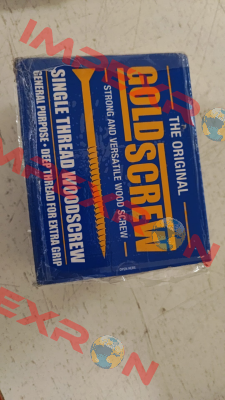 THE ORIGINAL
GOLDSCREW
STRONG AND VERSATILE WOOD SCREW
SINGLE THREAD WOODSCREW
GENERAL PURPOSE • DEEP THREAD FOR EXTRA GRIP